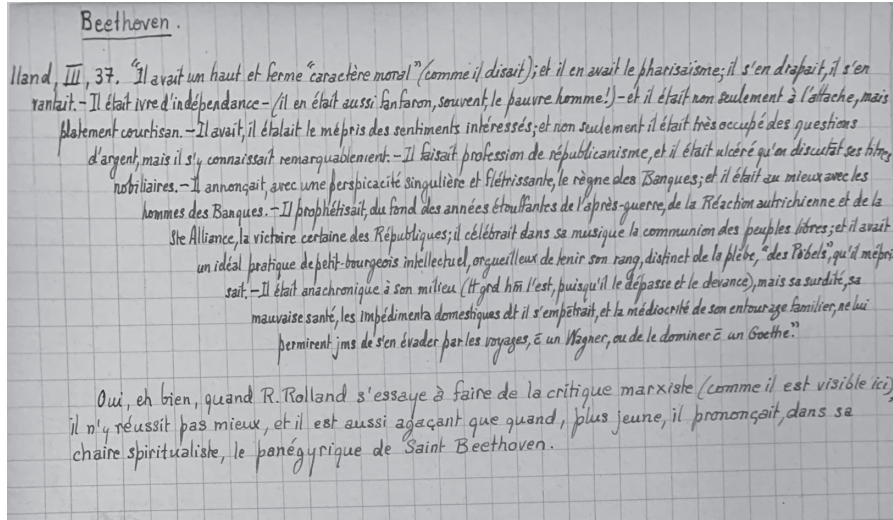 Beethoven.
lland, III, 37. "Il avait un haut et ferme "caractère moral" (comme il disait); et il en avait le pharisaïsme; il s'en drapait, il s'en
vantait. - Il était ivre d'indépendance - (il en était aussi fanfaron, souvent, le pauvre homme!) - et il était non seulement à l'attache, mais
platement courtisan. - Il avait, il étalait le mépris des sentiments intéressés; et non seulement il était très occupé des questions
d'argent, mais il s'y connaissait remarquablement. - Il faisait profession de républicanisme, et il était ulcéré qu'on discutât ses titres
nobiliaires. - Il annonçait, avec une perspicacité singulière et flétrissante, le règne des Banques; et il était au mieux avec les
hommes des Banques. - Il prophétisait, du fond des années étouffantes de l'après-guerre, de la Réaction autrichienne et de la
Ste Alliance, la victoire certaine des Républiques; il célébrait dans sa musique la communion des peuples libres; et il avait
un idéal pratique de petit-bourgeois intellectuel, orgueilleux de tenir son rang, distinct de la plèbe, "des Pöbels", qu'il mépri
sait. - Il était anachronique à son milieu (tt grd hm l'est, puisqu'il le dépasse et le devance), mais sa surdité, sa
mauvaise santé, les impédimenta domestiques dt il s'empêtrait, et la médiocrité de son entourage familier, ne lui
permirent jms de s'en évader par les voyages, c̄ un Wagner, ou de le dominer c̄ un Goethe."
Oui, eh bien, quand R. Rolland s'essaye à faire de la critique marxiste (comme il est visible ici),
il n'y réussit pas mieux, et il est aussi agaçant que quand, plus jeune, il prononçait, dans sa
chaire spiritualiste, le panégyrique de Saint Beethoven.